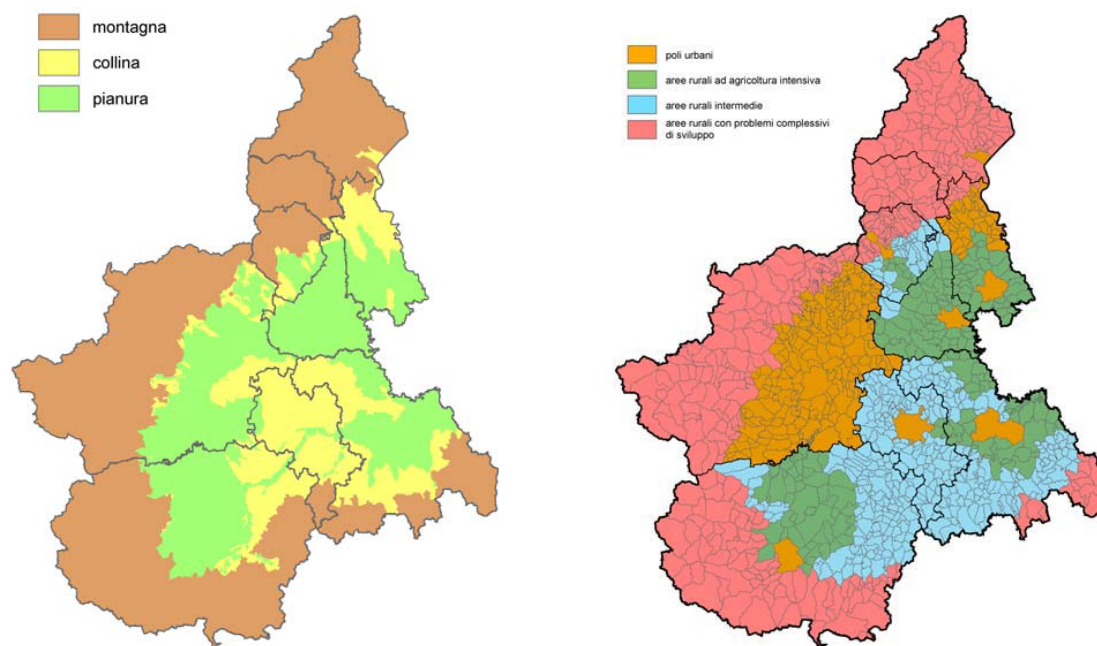 montagna
collina
pianura
poli urbani
aree rurali ad agricoltura intensiva
aree rurali intermedie
aree rurali con problemi complessivi
di sviluppo